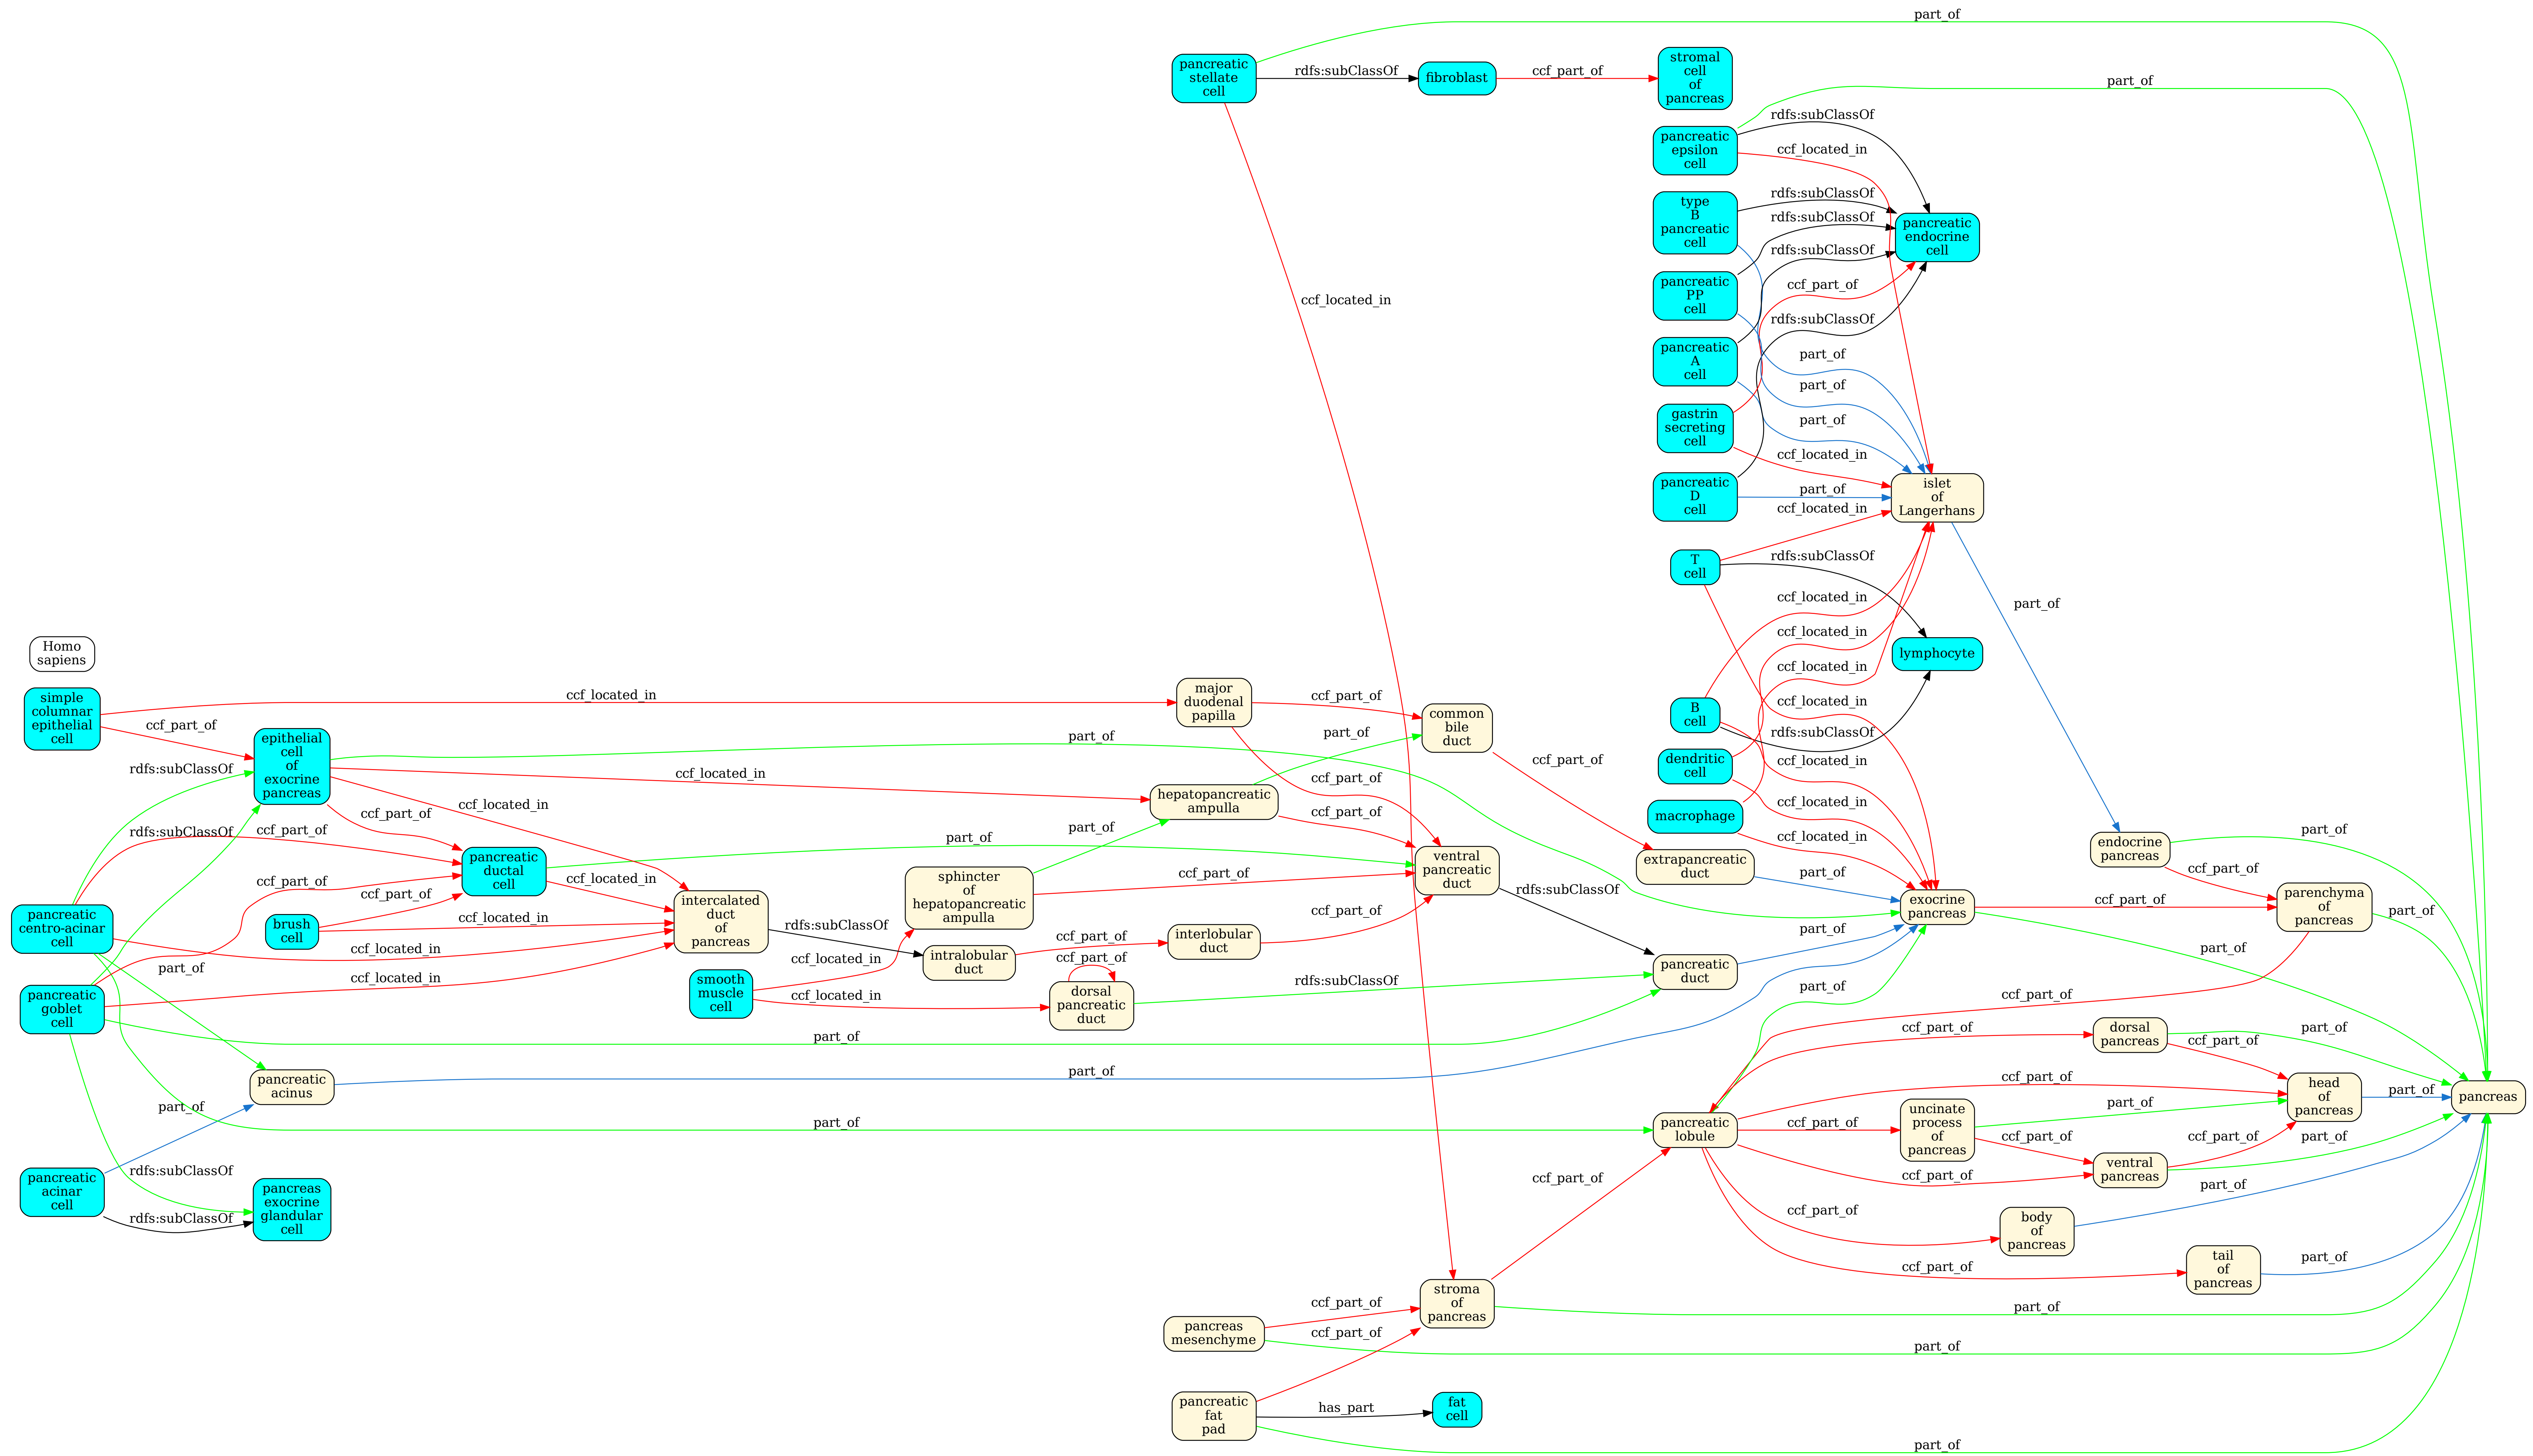 part_of
pancreatic
stellate
cell
rdfs:subClassOf
fibroblast
ccf_part_of
stromal
cell
of
pancreas
part_of
pancreatic
epsilon
cell
rdfs:subClassOf
ccf_located_in
type
B
pancreatic
cell
rdfs:subClassOf
rdfs:subClassOf
pancreatic
endocrine
cell
rdfs:subClassOf
pancreatic
PP
cell
ccf_part_of
ccf_located_in
rdfs:subClassOf
pancreatic
A
cell
part_of
part_of
gastrin
secreting
cell
part_of
ccf_located_in
pancreatic
D
cell
part_of
islet
of
Langerhans
ccf_located_in
T
cell
rdfs:subClassOf
ccf_located_in
part_of
ccf_located_in
lymphocyte
ccf_located_in
Homo
sapiens
simple
columnar
epithelial
cell
ccf_located_in
ccf_part_of
major
duodenal
papilla
ccf_part_of
common
bile
duct
B
cell
ccf_located_in
rdfs:subClassOf
epithelial
cell
of
exocrine
pancreas
rdfs:subClassOf
part_of
part_of
ccf_located_in
ccf_part_of
ccf_part_of
dendritic
cell
ccf_located_in
hepatopancreatic
ampulla
ccf_located_in
ccf_part_of
ccf_part_of
macrophage
ccf_located_in
ccf_located_in
rdfs:subClassOf
ccf_part_of
part_of
part_of
pancreatic
ductal
cell
ventral
pancreatic
duct
extrapancreatic
duct
part_of
endocrine
pancreas
part_of
ccf_part_of
ccf_part_of
ccf_part_of
ccf_located_in
sphincter
of
hepatopancreatic
ampulla
ccf_part_of
rdfs:subClassOf
exocrine
pancreas
ccf_part_of
parenchyma
of
pancreas
part_of
pancreatic
centro-acinar
cell
brush
cell
ccf_located_in
intercalated
duct
of
pancreas
rdfs:subClassOf
ccf_part_of
interlobular
duct
ccf_part_of
part_of
part_of
ccf_located_in
intralobular
duct
ccf_part_of
ccf_located_in
pancreatic
duct
part_of
pancreatic
goblet
cell
ccf_located_in
smooth
muscle
cell
ccf_located_in
dorsal
pancreatic
duct
rdfs:subClassOf
part_of
ccf_part_of
part_of
ccf_part_of
dorsal
pancreas
part_of
ccf_part_of
pancreatic
acinus
part_of
ccf_part_of
head
of
pancreas
part_of
pancreas
part_of
part_of
pancreatic
lobule
ccf_part_of
uncinate
process
of
pancreas
part_of
ccf_part_of
ccf_part_of
part_of
pancreatic
acinar
cell
rdfs:subClassOf
rdfs:subClassOf
pancreas
exocrine
glandular
cell
ccf_part_of
ccf_part_of
ventral
pancreas
part_of
ccf_part_of
body
of
pancreas
ccf_part_of
tail
of
pancreas
part_of
stroma
of
pancreas
part_of
pancreas
mesenchyme
ccf_part_of
ccf_part_of
part_of
pancreatic
fat
pad
has_part
fat
cell
part_of